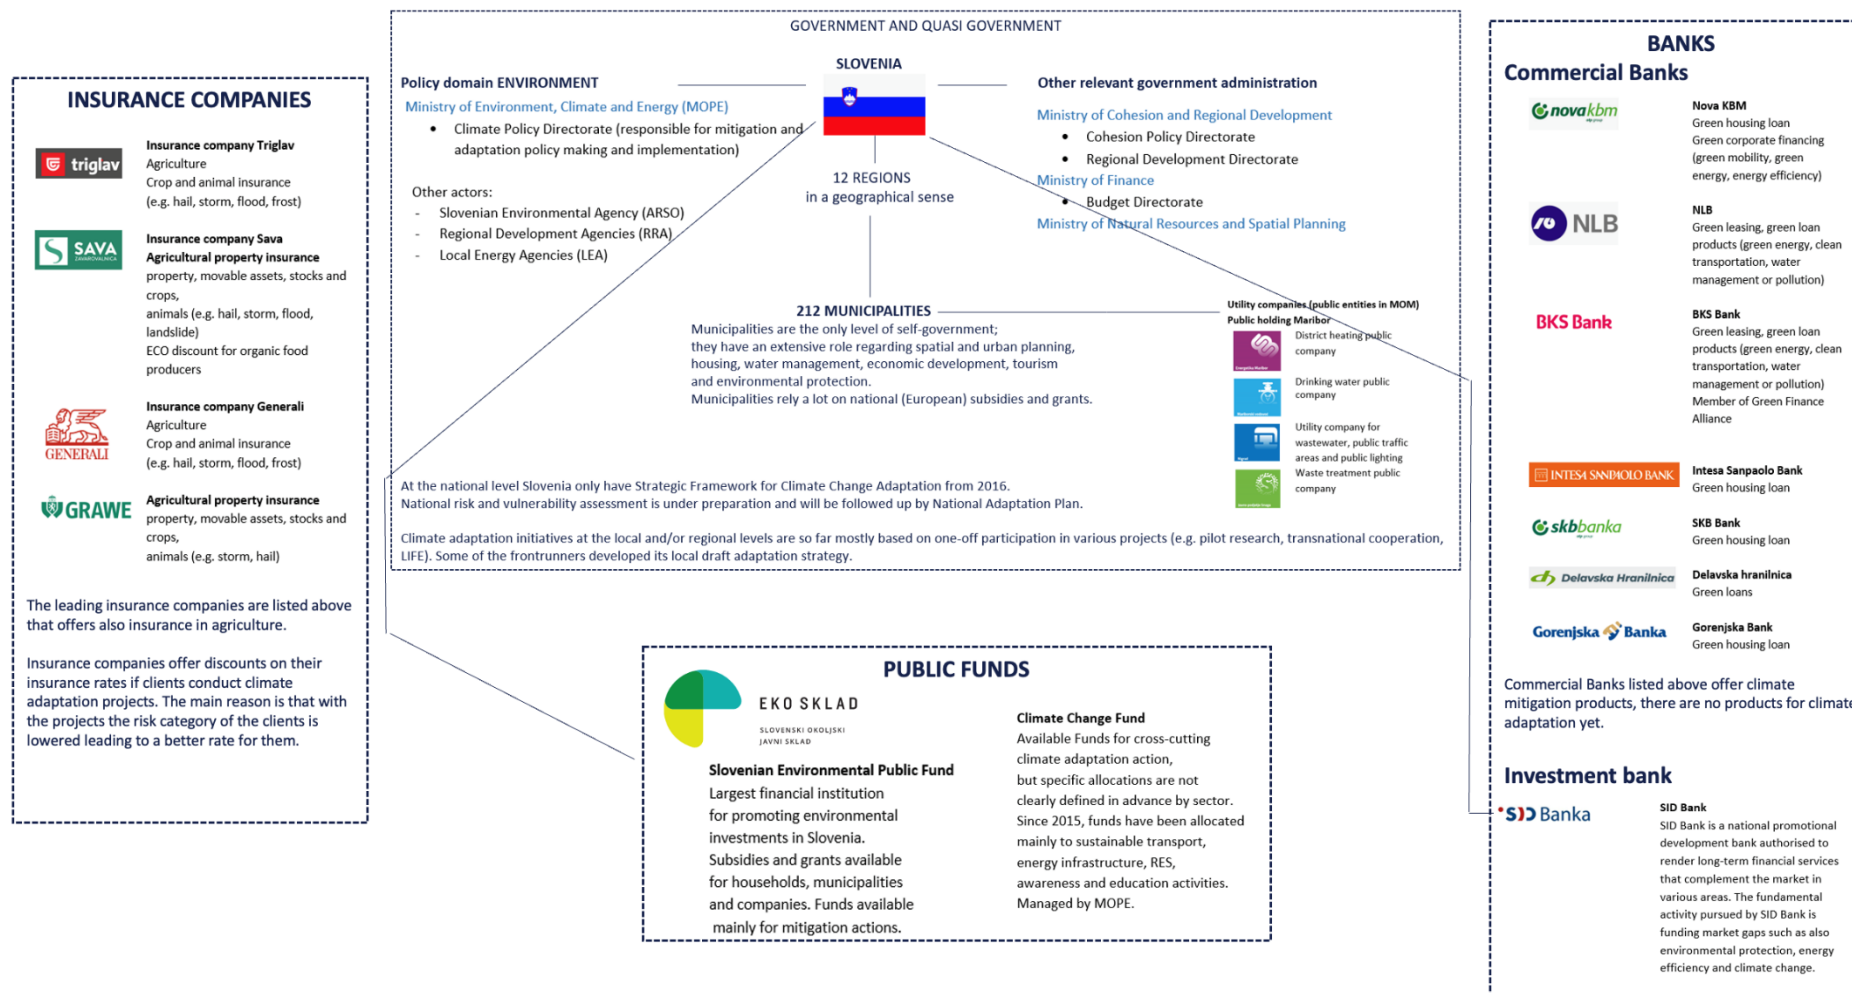 GOVERNMENT AND QUASI GOVERNMENT
SLOVENIA
Policy domain ENVIRONMENT
Ministry of Environment, Climate and Energy (MOPE)
• Climate Policy Directorate (responsible for mitigation and
adaptation policy making and implementation)
Other actors:
- Slovenian Environmental Agency (ARSO)
- Regional Development Agencies (RRA)
- Local Energy Agencies (LEA)
Other relevant government administration
Ministry of Cohesion and Regional Development
• Cohesion Policy Directorate
• Regional Development Directorate
Ministry of Finance
• Budget Directorate
Ministry of Natural Resources and Spatial Planning
12 REGIONS
in a geographical sense
212 MUNICIPALITIES
Municipalities are the only level of self-government;
they have an extensive role regarding spatial and urban planning,
housing, water management, economic development, tourism
and environmental protection.
Municipalities rely a lot on national (European) subsidies and grants.
Utility companies (public entities in MOM)
Public holding Maribor
District heating public
company
Drinking water public
company
Utility company for
wastewater, public traffic
areas and public lighting
Waste treatment public
company
At the national level Slovenia only have Strategic Framework for Climate Change Adaptation from 2016.
National risk and vulnerability assessment is under preparation and will be followed up by National Adaptation Plan.
Climate adaptation initiatives at the local and/or regional levels are so far mostly based on one-off participation in various projects (e.g. pilot research, transnational cooperation,
LIFE). Some of the frontrunners developed its local draft adaptation strategy.
INSURANCE COMPANIES
triglav
Insurance company Triglav
Agriculture
Crop and animal insurance
(e.g. hail, storm, flood, frost)
SAVA
ZAVAROVALNICA
Insurance company Sava
Agricultural property insurance
property, movable assets, stocks and
crops,
animals (e.g. hail, storm, flood,
landslide)
ECO discount for organic food
producers
GENERALI
Insurance company Generali
Agriculture
Crop and animal insurance
(e.g. hail, storm, flood, frost)
GRAWE
Agricultural property insurance
property, movable assets, stocks and
crops,
animals (e.g. storm, hail)
The leading insurance companies are listed above
that offers also insurance in agriculture.
Insurance companies offer discounts on their
insurance rates if clients conduct climate
adaptation projects. The main reason is that with
the projects the risk category of the clients is
lowered leading to a better rate for them.
PUBLIC FUNDS
EKO SKLAD
SLOVENSKI OKOLJSKI
JAVNI SKLAD
Slovenian Environmental Public Fund
Largest financial institution
for promoting environmental
investments in Slovenia.
Subsidies and grants available
for households, municipalities
and companies. Funds available
mainly for mitigation actions.
Climate Change Fund
Available Funds for cross-cutting
climate adaptation action,
but specific allocations are not
clearly defined in advance by sector.
Since 2015, funds have been allocated
mainly to sustainable transport,
energy infrastructure, RES,
awareness and education activities.
Managed by MOPE.
BANKS
Commercial Banks
novakbm
Nova KBM
Green housing loan
Green corporate financing
(green mobility, green
energy, energy efficiency)
NLB
NLB
Green leasing, green loan
products (green energy, clean
transportation, water
management or pollution)
BKS Bank
BKS Bank
Green leasing, green loan
products (green energy, clean
transportation, water
management or pollution)
Member of Green Finance
Alliance
INTESA SANPAOLO BANK
Intesa Sanpaolo Bank
Green housing loan
skbbanka
SKB Bank
Green housing loan
Delavska Hranilnica
Delavska hranilnica
Green loans
Gorenjska Banka
Gorenjska Bank
Green housing loan
Commercial Banks listed above offer climate
mitigation products, there are no products for climate
adaptation yet.
Investment bank
SID Banka
SID Bank
SID Bank is a national promotional
development bank authorised to
render long-term financial services
that complement the market in
various areas. The fundamental
activity pursued by SID Bank is
funding market gaps such as also
environmental protection, energy
efficiency and climate change.